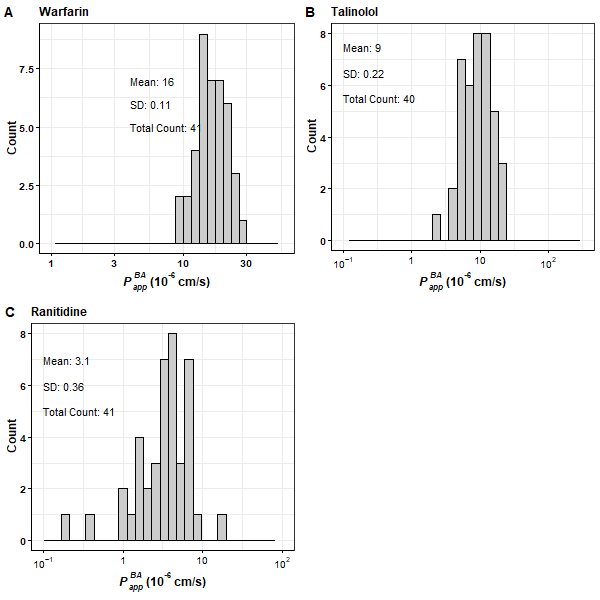 A Warfarin
Count
7.5
5.0
2.5
0.0
Mean: 16
SD: 0.11
Total Count: 41
1 3 10 30
P_app^BA (10^-6 cm/s)
B Talinolol
Count
8
6
4
2
0
Mean: 9
SD: 0.22
Total Count: 40
10^−1 1 10 10^2
P_app^BA (10^-6 cm/s)
C Ranitidine
Count
8
6
4
2
0
Mean: 3.1
SD: 0.36
Total Count: 41
10^−1 1 10 10^2
P_app^BA (10^-6 cm/s)